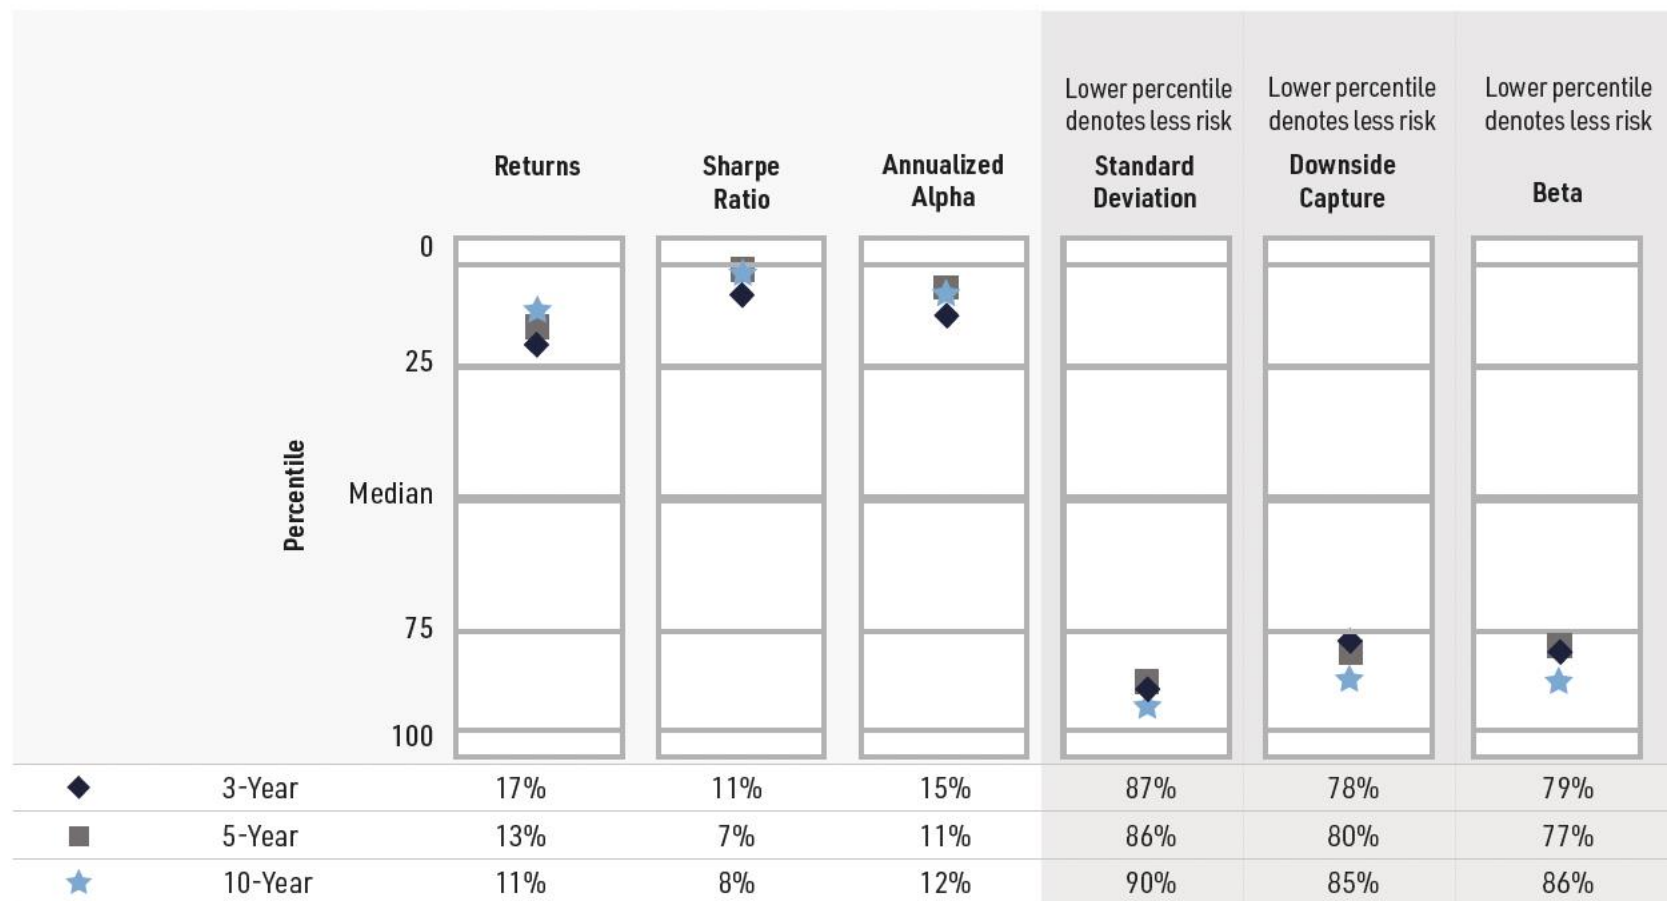 Lower percentile
denotes less risk
Lower percentile
denotes less risk
Lower percentile
denotes less risk
Returns
Sharpe
Ratio
Annualized
Alpha
Standard
Deviation
Downside
Capture
Beta
Percentile
0
25
Median
75
100
3-Year 17% 11% 15% 87% 78% 79%
5-Year 13% 7% 11% 86% 80% 77%
10-Year 11% 8% 12% 90% 85% 86%